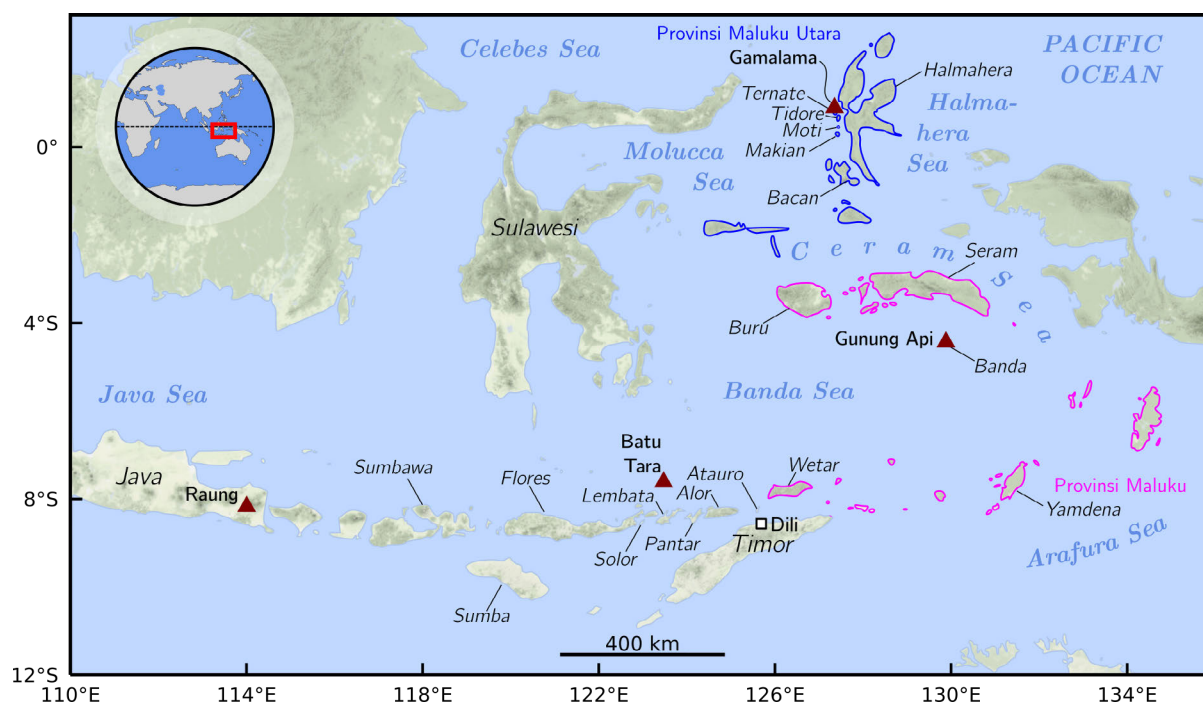 Celebes Sea
Provinsi Maluku Utara
PACIFIC
OCEAN
Gamalama
Halmahera
Ternate
Tidore
Moti
Makian
Halma-
hera
Sea
0°
Molucca
Sea
Bacan
Sulawesi
Ceram Sea
Seram
4°S
Buru
Gunung Api
Banda
Java Sea
Banda Sea
Batu
Tara
Java
Raung
Sumbawa
Flores
Lembata
Alor
Atauro
Wetar
8°S
Provinsi Maluku
Yamdena
Solor
Pantar
Dili
Timor
Arafura Sea
Sumba
400 km
12°S
110°E
114°E
118°E
122°E
126°E
130°E
134°E